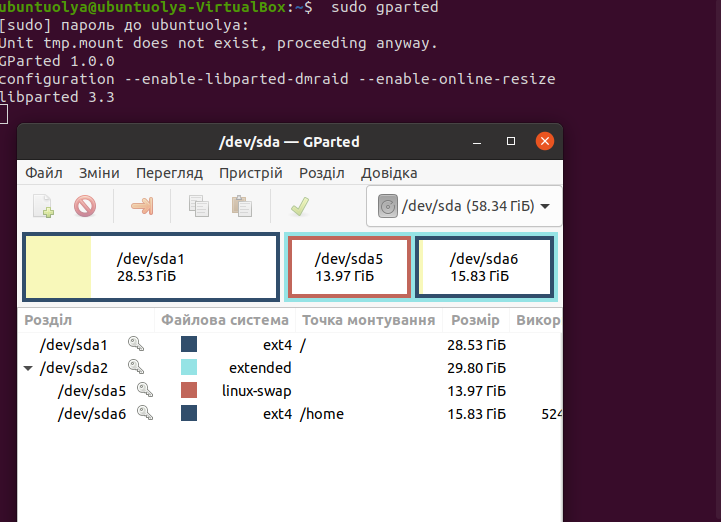 ubuntuolya@ubuntuolya-VirtualBox:~$ sudo gparted
[sudo] пароль до ubuntuolya:
Unit tmp.mount does not exist, proceeding anyway.
GParted 1.0.0
configuration --enable-libparted-dmraid --enable-online-resize
libparted 3.3
/dev/sda — GParted
Файл Зміни Перегляд Пристрій Розділ Довідка
/dev/sda (58.34 ГіБ)
/dev/sda1
28.53 ГіБ
/dev/sda5
13.97 ГіБ
/dev/sda6
15.83 ГіБ
Розділ Файлова система Точка монтування Розмір Викор
/dev/sda1 ext4 / 28.53 ГіБ
/dev/sda2 extended 29.80 ГіБ
/dev/sda5 linux-swap 13.97 ГіБ
/dev/sda6 ext4 /home 15.83 ГіБ 524